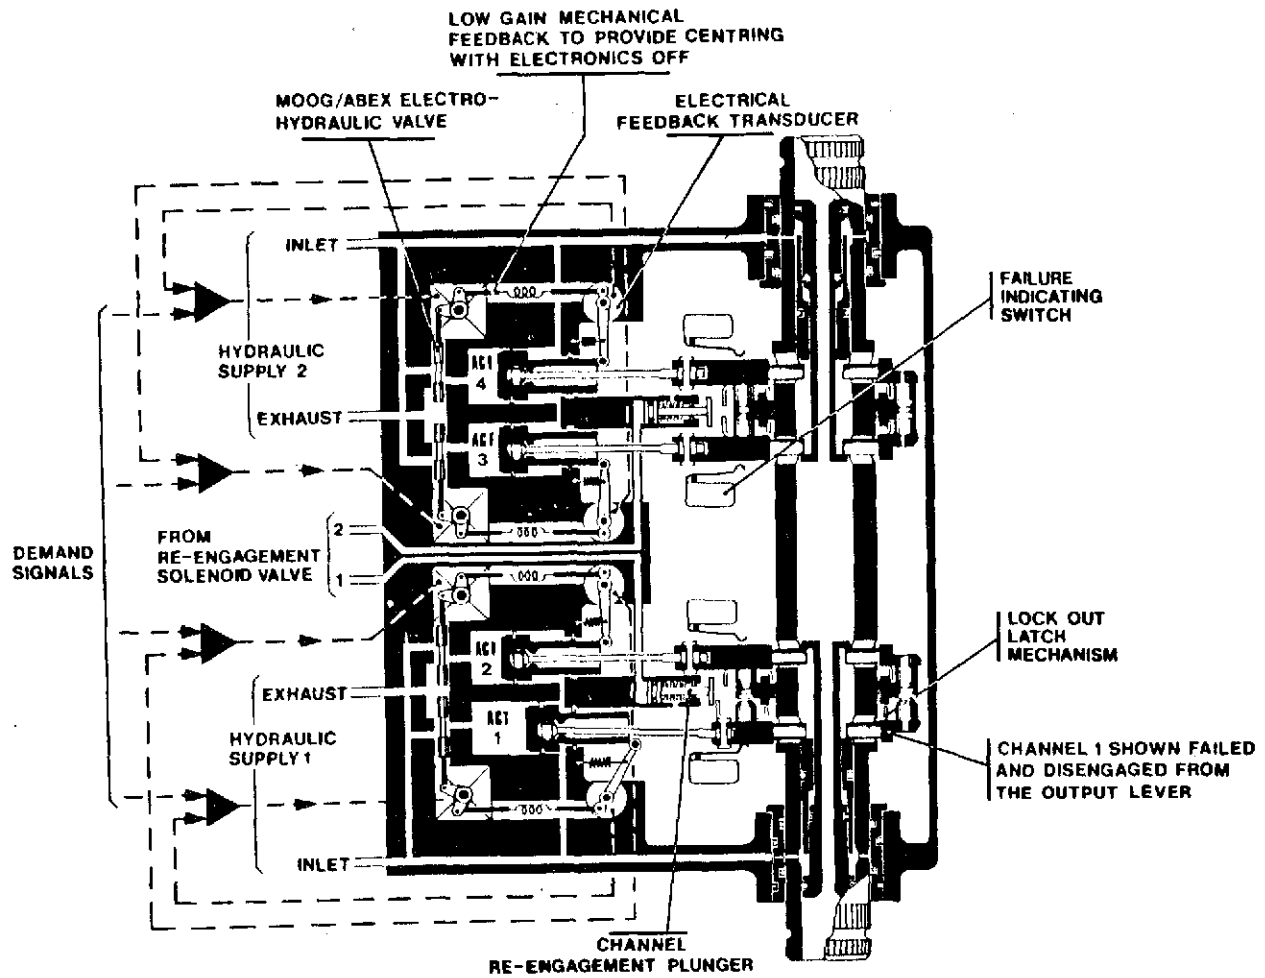 LOW GAIN MECHANICAL
FEEDBACK TO PROVIDE CENTRING
WITH ELECTRONICS OFF
MOOG/ABEX ELECTRO-
HYDRAULIC VALVE
ELECTRICAL
FEEDBACK TRANSDUCER
INLET
FAILURE
INDICATING
SWITCH
HYDRAULIC
SUPPLY 2
ACT
4
EXHAUST
ACT
3
DEMAND
SIGNALS
FROM
RE-ENGAGEMENT
SOLENOID VALVE
2
1
LOCK OUT
LATCH
MECHANISM
ACT
2
EXHAUST
ACT
1
HYDRAULIC
SUPPLY 1
CHANNEL 1 SHOWN FAILED
AND DISENGAGED FROM
THE OUTPUT LEVER
INLET
CHANNEL
RE-ENGAGEMENT PLUNGER